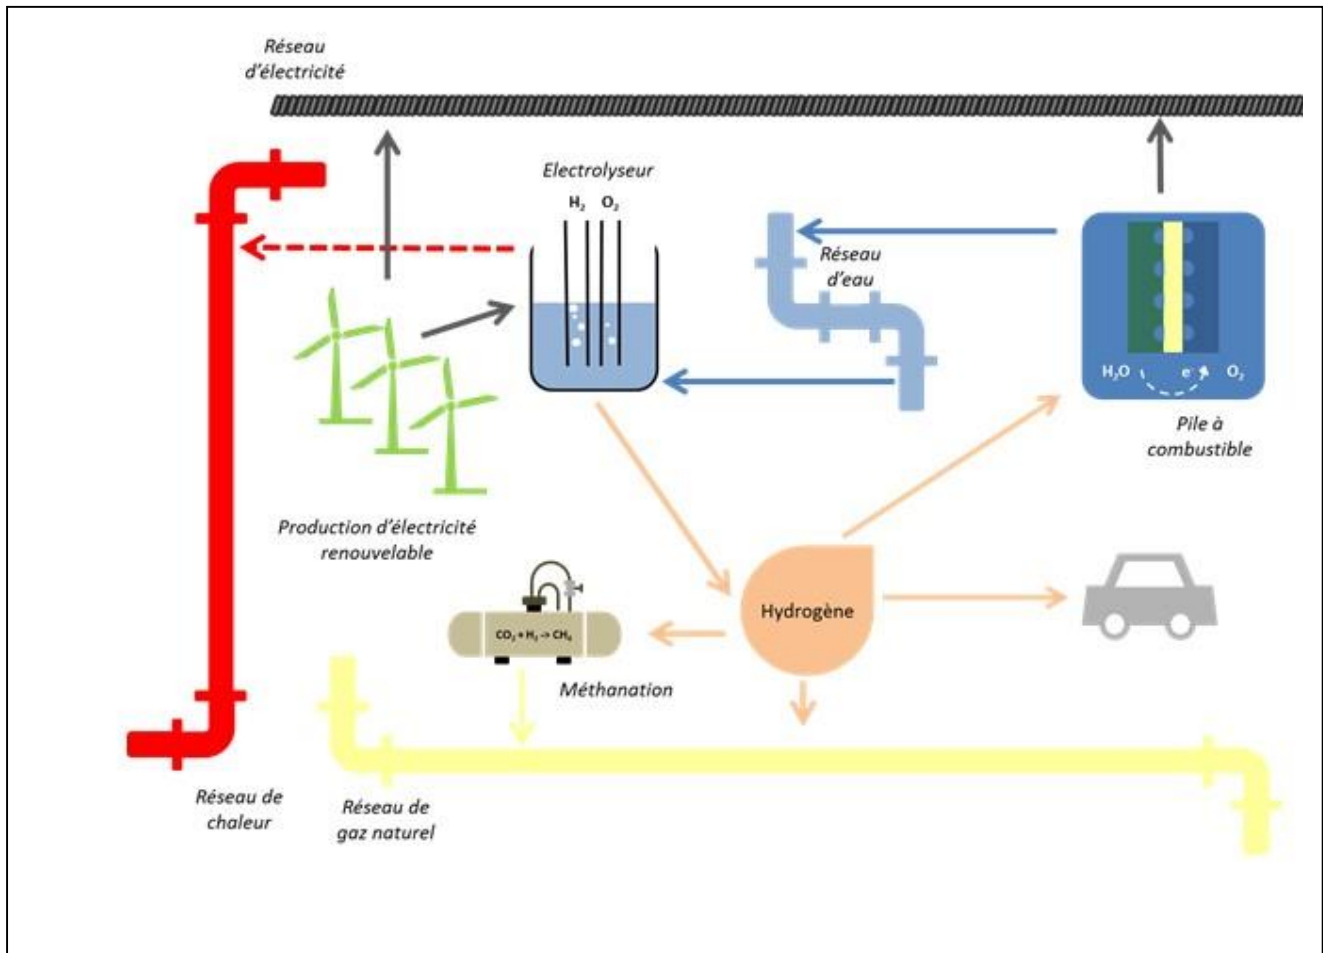 Réseau
d'électricité
Electrolyseur
H₂ O₂
Réseau
d'eau
H₂O e⁻ O₂
Pile à
combustible
Production d'électricité
renouvelable
Hydrogène
CO₂ + H₂ -> CH₄
Méthanation
Réseau de
chaleur
Réseau de
gaz naturel